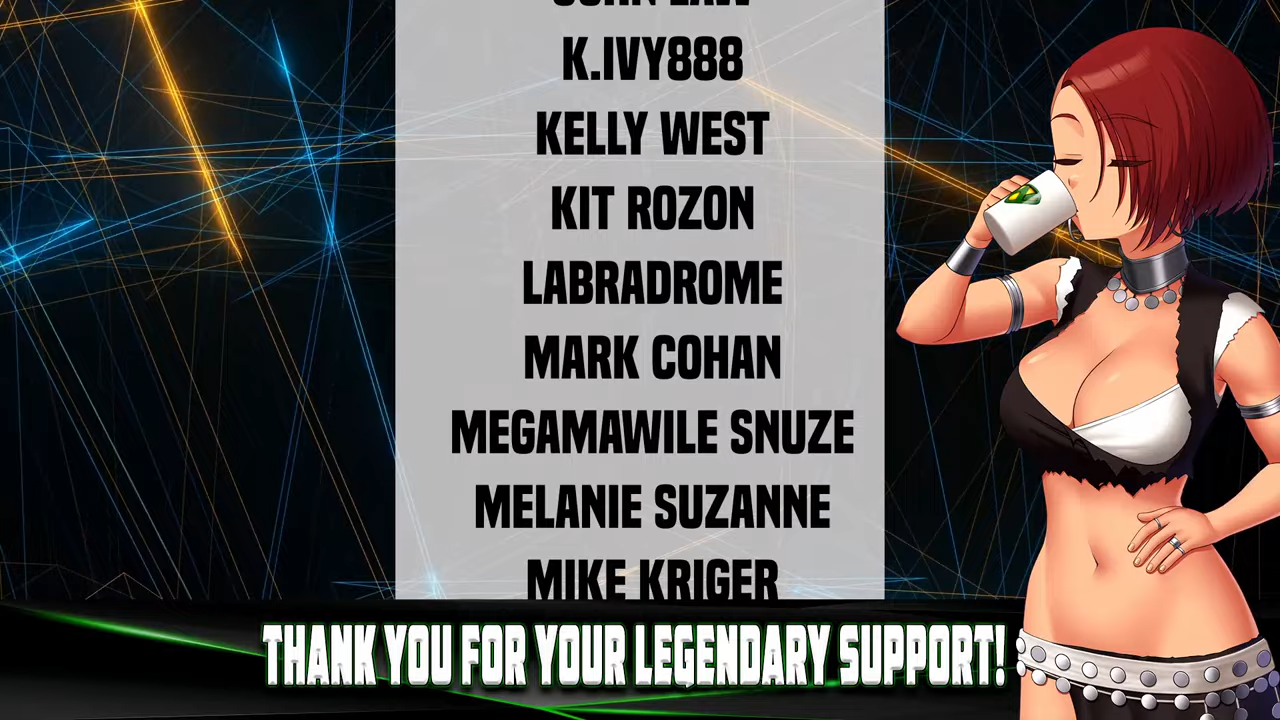 K.IVY888
KELLY WEST
KIT ROZON
LABRADROME
MARK COHAN
MEGAMAWILE SNUZE
MELANIE SUZANNE
MIKE KRIGER
THANK YOU FOR YOUR LEGENDARY SUPPORT!